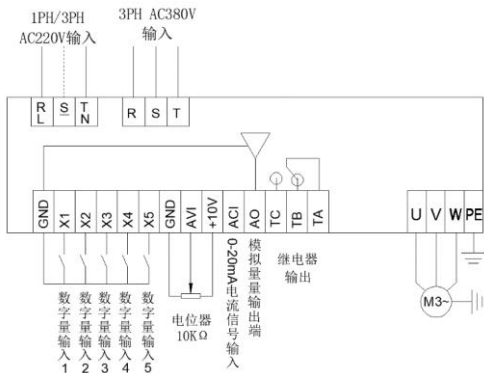 1PH/3PH
AC220V输入
3PH AC380V
输入
R
L
S
T
N
R
S
T
GND
X1
X2
X3
X4
X5
GND
AVI
+10V
ACI
AO
TC
TB
TA
U
V
W
PE
数字量输入1
数字量输入2
数字量输入3
数字量输入4
数字量输入5
电位器
10KΩ
0-20mA电流信号输入
模拟量量输出端
继电器
输出
M3~